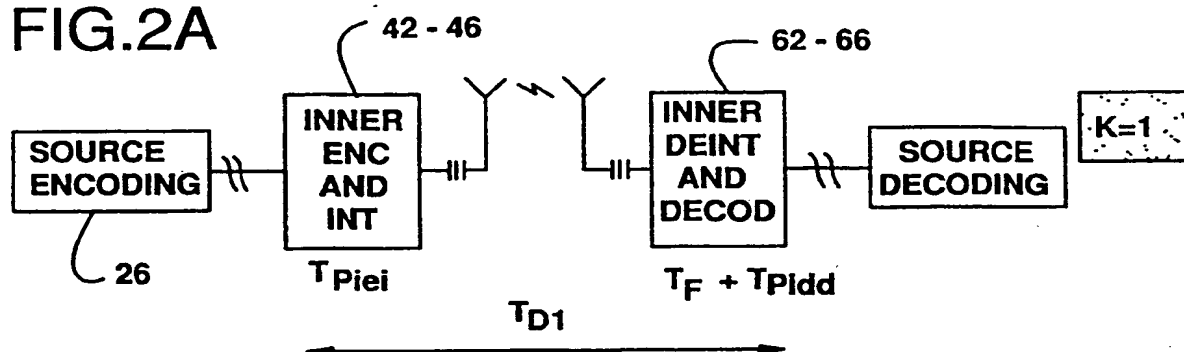 FIG.2A
42 - 46
62 - 66
SOURCE
ENCODING
INNER
ENC
AND
INT
INNER
DEINT
AND
DECOD
SOURCE
DECODING
K=1
26
TPiei
TF + TPidd
TD1